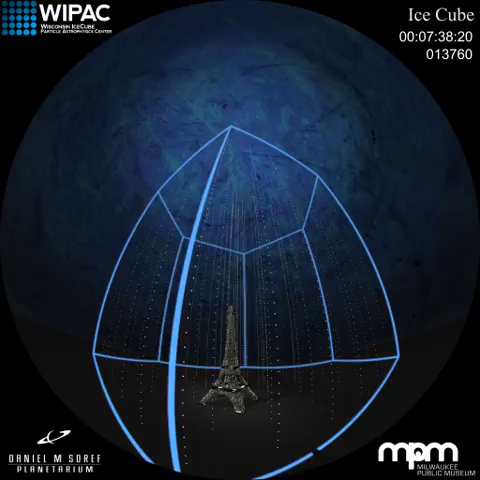 WIPAC
WISCONSIN ICECUBE
PARTICLE ASTROPHYSICS CENTER
Ice Cube
00:07:38:20
013760
DANIEL M SOREF
PLANETARIUM
mpm
MILWAUKEE
PUBLIC MUSEUM